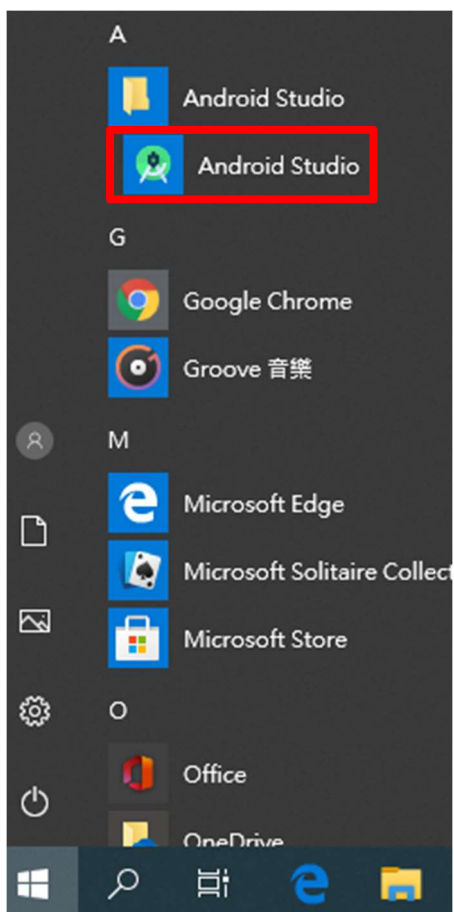 A
Android Studio
Android Studio
G
Google Chrome
Groove 音樂
M
Microsoft Edge
Microsoft Solitaire Collect
Microsoft Store
O
Office
OneDrive